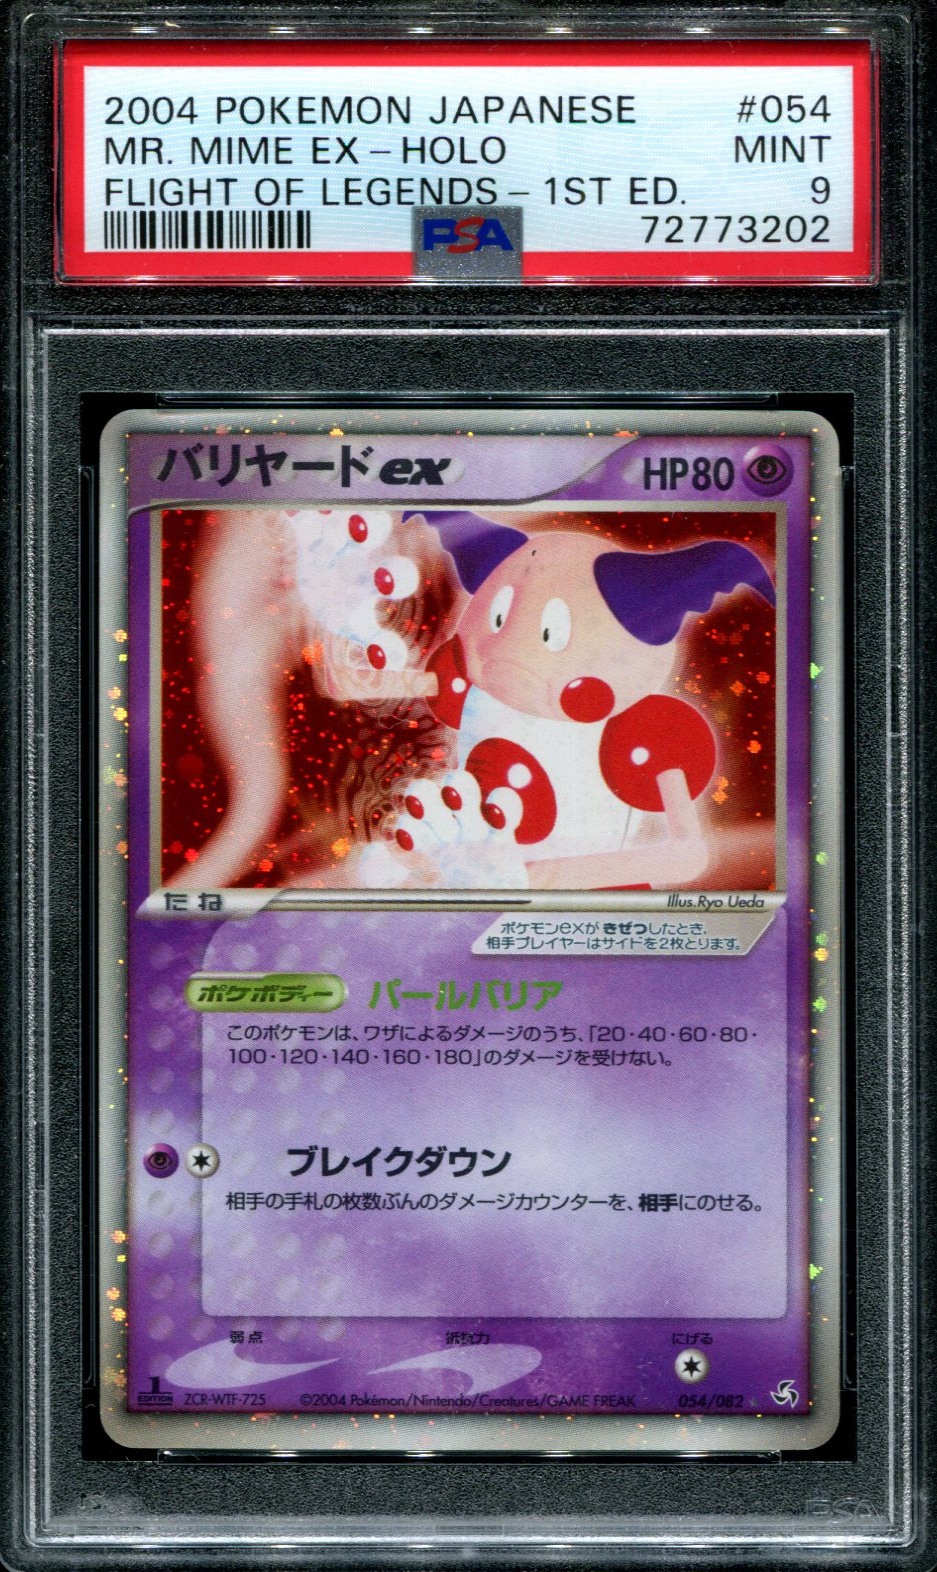 2004 POKEMON JAPANESE #054
MR. MIME EX - HOLO MINT
FLIGHT OF LEGENDS - 1ST ED. 9
PSA 72773202
バリヤードex HP80
たね Illus.Ryo Ueda
ポケモンexが きぜつしたとき、
相手プレイヤーはサイドを2枚とります。
ポケボディー パールバリア
このポケモンは、ワザによるダメージのうち、「20・40・60・80・
100・120・140・160・180」のダメージを受けない。
ブレイクダウン
相手の手札の枚数ぶんのダメージカウンターを、相手にのせる。
弱点 抵抗力 にげる
1 EDITION ZCR-WTF-725 ©2004 Pokémon/Nintendo/Creatures/GAME FREAK 054/082
PSA